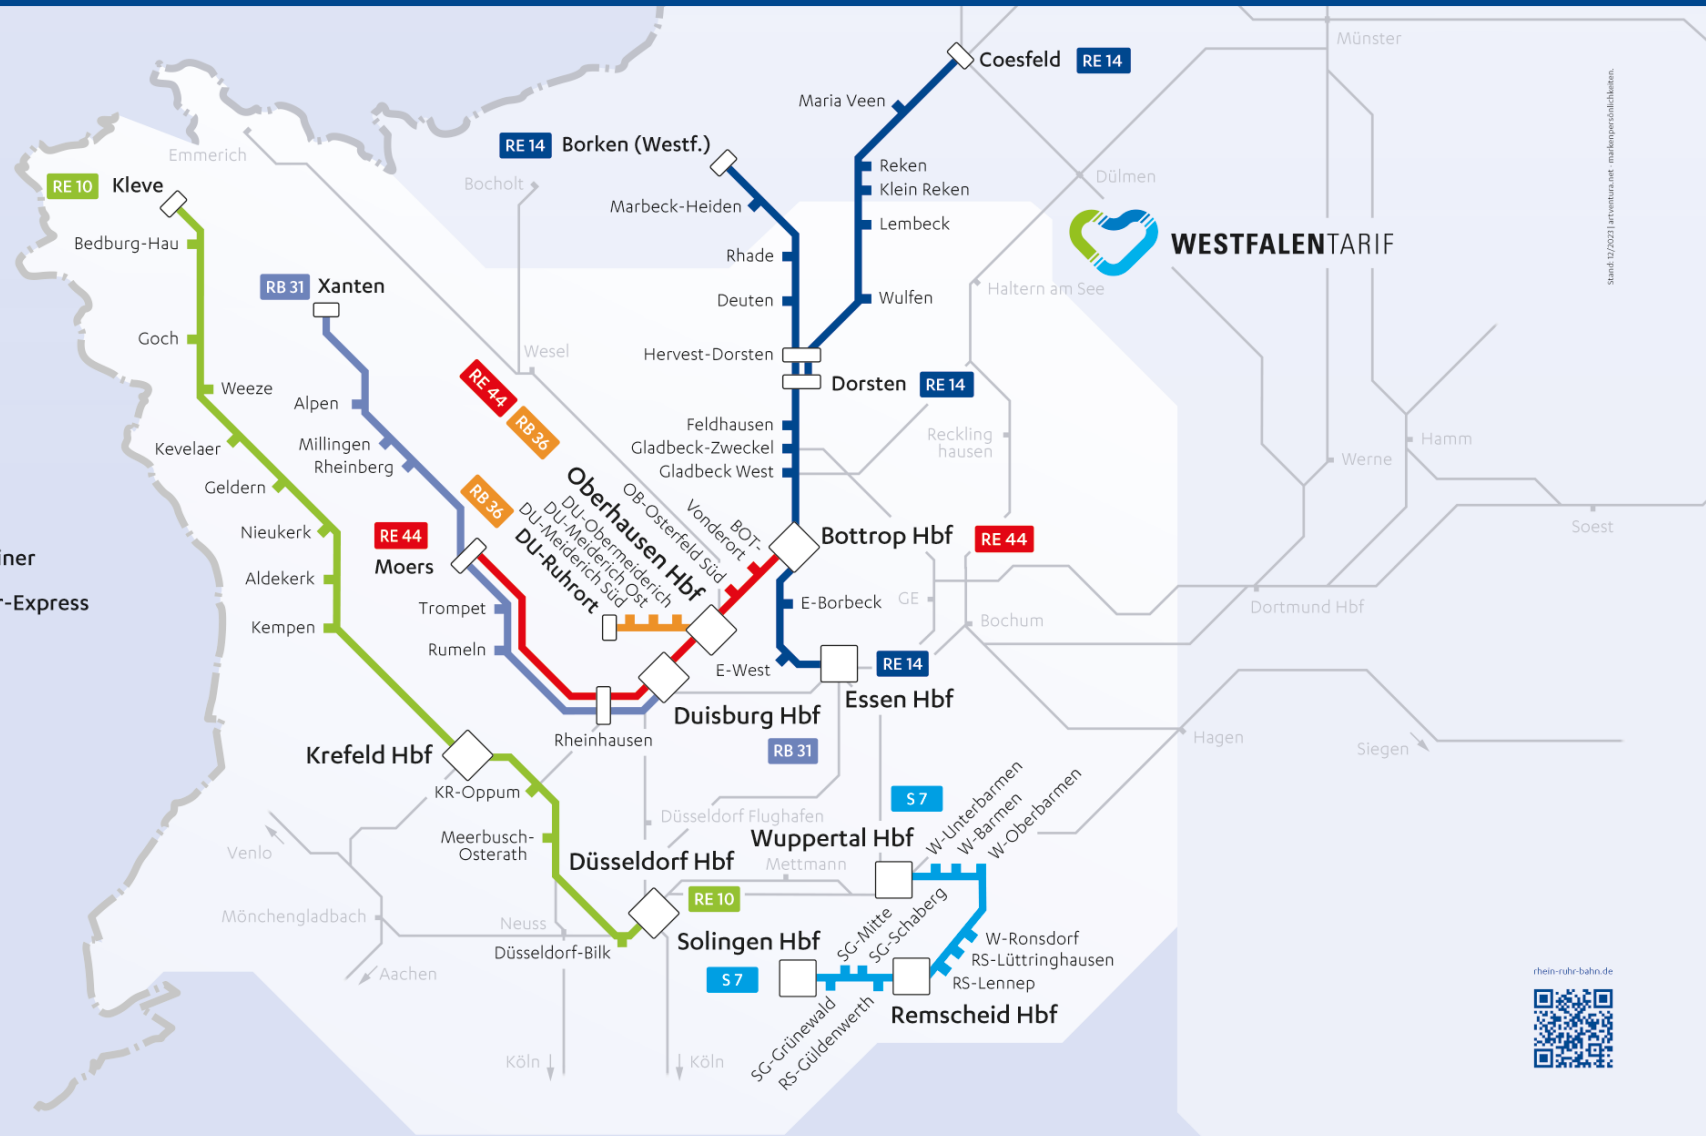 Münster
Coesfeld
RE 14
Maria Veen
RE 14
Borken (Westf.)
Emmerich
Reken
Dülmen
RE 10
Kleve
Bocholt
Klein Reken
Marbeck-Heiden
Lembeck
WESTFALENTARIF
Bedburg-Hau
Rhade
RB 31
Xanten
Deuten
Wulfen
Haltern am See
Goch
Wesel
Hervest-Dorsten
Weeze
RE 44
Dorsten
RE 14
Alpen
RB 36
Feldhausen
Reckling
hausen
Hamm
Kevelaer
Millingen
Rheinberg
Gladbeck-Zweckel
Gladbeck West
Werne
Geldern
RB 36
Oberhausen Hbf
OB-Osterfeld Süd
BOT-
Vonderort
DU-Obermeiderich
DU-Meiderich Ost
DU-Meiderich Süd
DU-Ruhrort
Nieukerk
RE 44
Moers
Bottrop Hbf
RE 44
Soest
iner
Aldekerk
r-Express
Trompet
E-Borbeck
GE
Dortmund Hbf
Kempen
Bochum
Rumeln
E-West
RE 14
Essen Hbf
Duisburg Hbf
Rheinhausen
RB 31
Hagen
Siegen
Krefeld Hbf
KR-Oppum
S 7
W-Unterbarmen
W-Barmen
W-Oberbarmen
Düsseldorf Flughafen
Meerbusch-
Osterath
Wuppertal Hbf
Venlo
Düsseldorf Hbf
Mettmann
RE 10
Mönchengladbach
Neuss
Düsseldorf-Bilk
Solingen Hbf
SG-Mitte
SG-Schaberg
W-Ronsdorf
RS-Lüttringhausen
RS-Lennep
Aachen
S 7
SG-Grünewald
RS-Güldenwerth
Remscheid Hbf
Köln
Köln
Stand: 12/2023 | artventura.net - markenpersönlichkeiten.
rhein-ruhr-bahn.de